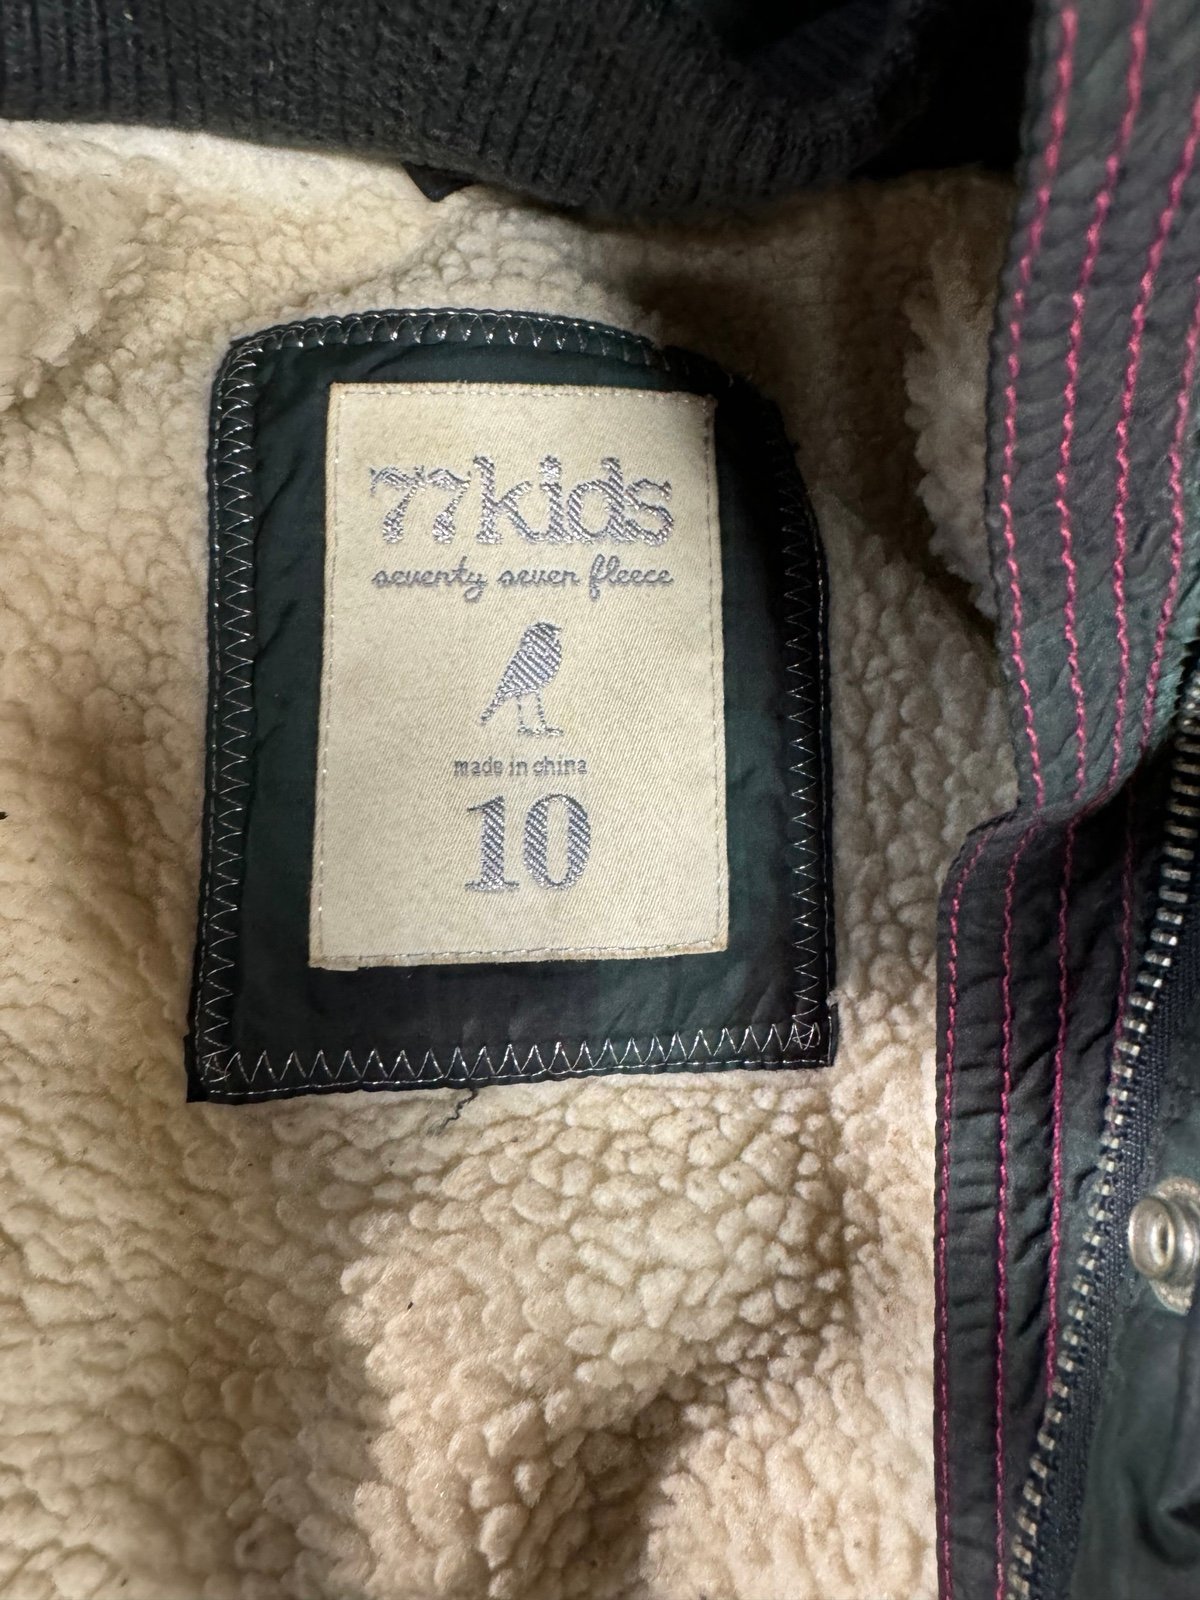 77kids
seventy seven fleece
made in china
10